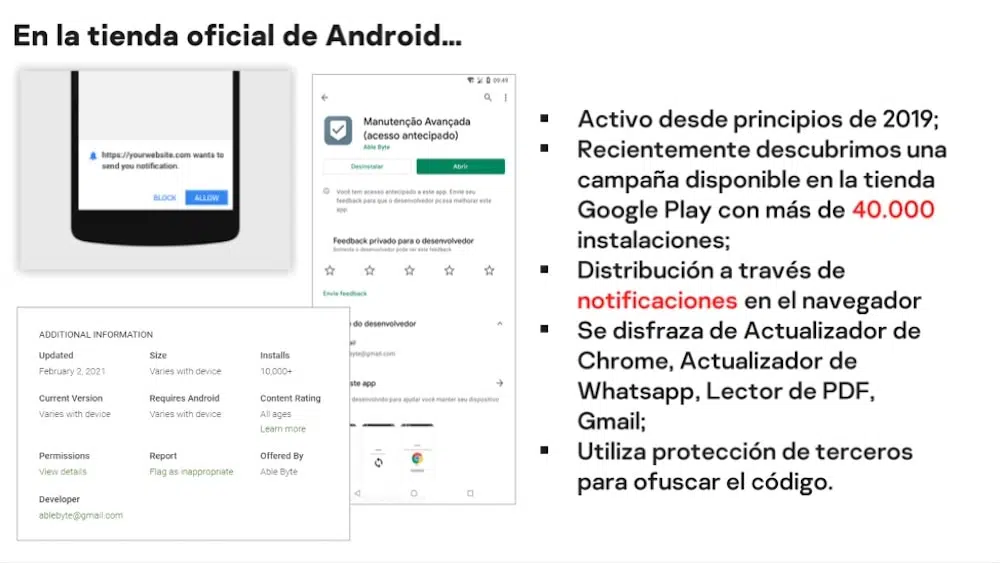 En la tienda oficial de Android...
https://yourwebsite.com wants to
send you notification.
BLOCK ALLOW
09:49
Manutenção Avançada
(acesso antecipado)
Able Byte
Desinstalar Abrir
Você tem acesso antecipado a este app. Envie seu
feedback para que o desenvolvedor possa melhorar este
app.
Feedback privado para o desenvolvedor
Somente o desenvolvedor pode ver este feedback
Envie feedback
do desenvolvedor
byte@gmail.com
ste app
desenvolvido para ajudar você manter seu dispositivo
ADDITIONAL INFORMATION
Updated Size Installs
February 2, 2021 Varies with device 10,000+
Current Version Requires Android Content Rating
Varies with device Varies with device All ages
Learn more
Permissions Report Offered By
View details Flag as inappropriate Able Byte
Developer
ablebyte@gmail.com
▪ Activo desde principios de 2019;
▪ Recientemente descubrimos una
campaña disponible en la tienda
Google Play con más de 40.000
instalaciones;
▪ Distribución a través de
notificaciones en el navegador
▪ Se disfraza de Actualizador de
Chrome, Actualizador de
Whatsapp, Lector de PDF,
Gmail;
▪ Utiliza protección de terceros
para ofuscar el código.